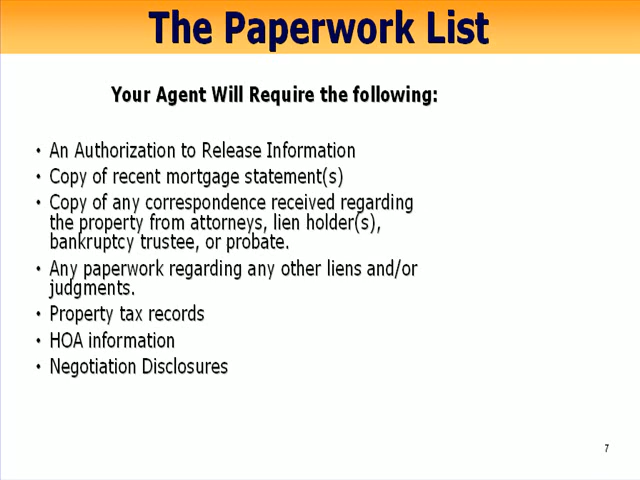 The Paperwork List
Your Agent Will Require the following:
• An Authorization to Release Information
• Copy of recent mortgage statement(s)
• Copy of any correspondence received regarding
the property from attorneys, lien holder(s),
bankruptcy trustee, or probate.
• Any paperwork regarding any other liens and/or
judgments.
• Property tax records
• HOA information
• Negotiation Disclosures
7